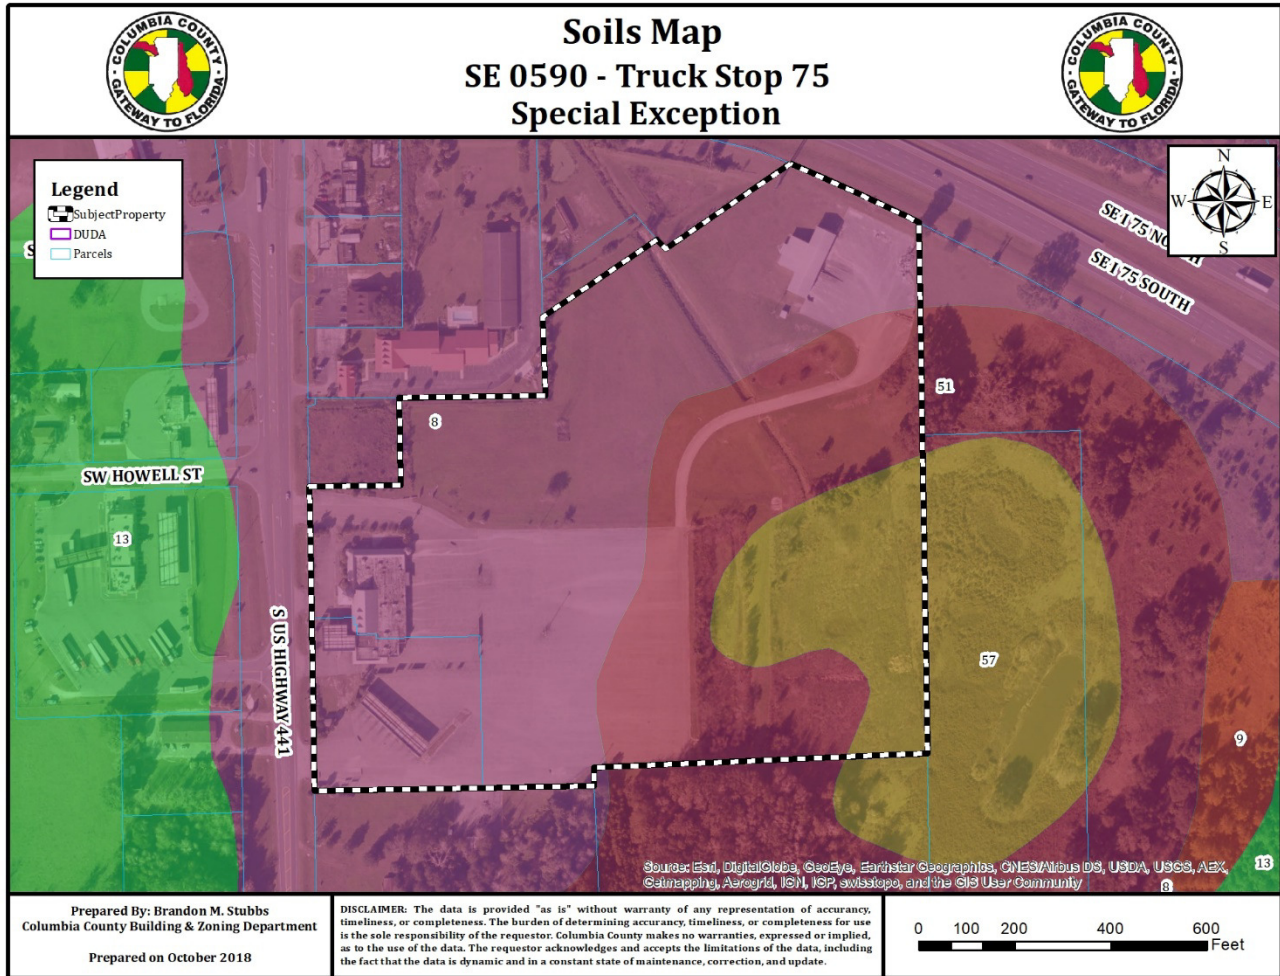 Soils Map
SE 0590 - Truck Stop 75
Special Exception
COLUMBIA COUNTY
GATEWAY TO FLORIDA
COLUMBIA COUNTY
GATEWAY TO FLORIDA
Legend
SubjectProperty
DUDA
Parcels
N
W E
S
SE I 75 SOUTH
51
8
SW HOWELL ST
13
S US HIGHWAY 441
57
9
13
8
Source: Esri, DigitalGlobe, GeoEye, Earthstar Geographics, CNES/Airbus DS, USDA, USGS, AEX,
Getmapping, Aerogrid, IGN, IGP, swisstopo, and the GIS User Community
Prepared By: Brandon M. Stubbs
Columbia County Building & Zoning Department
Prepared on October 2018
DISCLAIMER: The data is provided "as is" without warranty of any representation of accuracy,
timeliness, or completeness. The burden of determining accuracy, timeliness, or completeness for use
is the sole responsibility of the requestor. Columbia County makes no warranties, expressed or implied,
as to the use of the data. The requestor acknowledges and accepts the limitations of the data, including
the fact that the data is dynamic and in a constant state of maintenance, correction, and update.
0 100 200 400 600
Feet